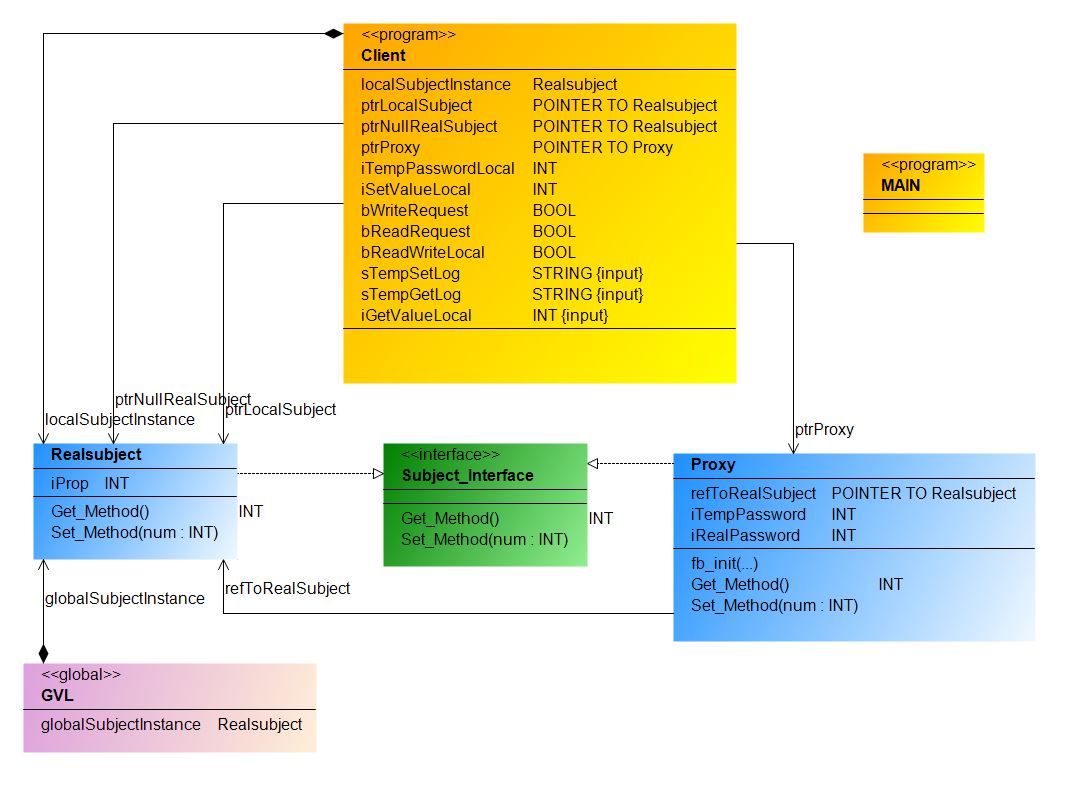 <<program>>
Client
localSubjectInstance Realsubject
ptrLocalSubject POINTER TO Realsubject
ptrNullRealSubject POINTER TO Realsubject
ptrProxy POINTER TO Proxy
iTempPasswordLocal INT
iSetValueLocal INT
bWriteRequest BOOL
bReadRequest BOOL
bReadWriteLocal BOOL
sTempSetLog STRING {input}
sTempGetLog STRING {input}
iGetValueLocal INT {input}
<<program>>
MAIN
ptrNullRealSubject
localSubjectInstance
ptrLocalSubject
ptrProxy
Realsubject
iProp INT
Get_Method() INT
Set_Method(num : INT)
<<interface>>
Subject_Interface
Get_Method() INT
Set_Method(num : INT)
Proxy
refToRealSubject POINTER TO Realsubject
iTempPassword INT
iRealPassword INT
fb_init(...)
Get_Method() INT
Set_Method(num : INT)
globalSubjectInstance
refToRealSubject
<<global>>
GVL
globalSubjectInstance Realsubject